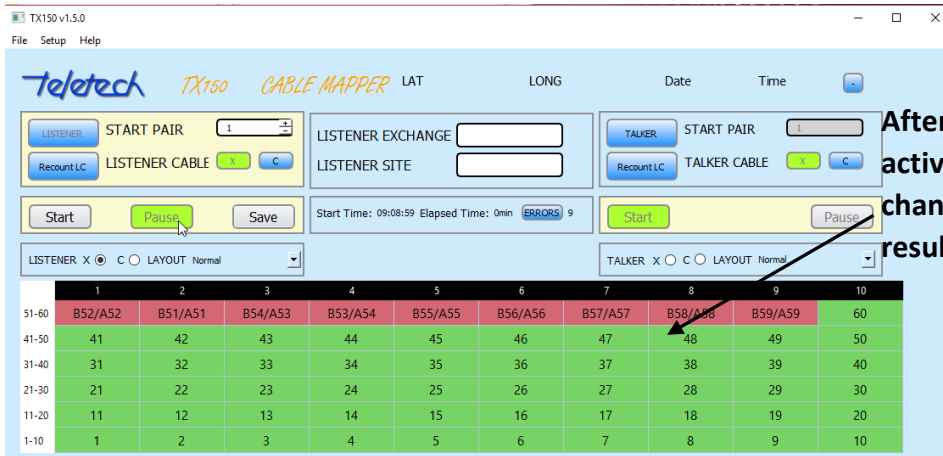 TX150 v1.5.0
File Setup Help
Teletech TX150 CABLE MAPPER LAT LONG Date Time -
LISTENER START PAIR 1 + -
Recount LC LISTENER CABLE X C
LISTENER EXCHANGE
LISTENER SITE
TALKER START PAIR 1
Recount LC TALKER CABLE X C
Start Pause Save
Start Time: 09:08:59 Elapsed Time: 0min ERRORS 9
Start Pause
After
activ
chan
resul
LISTENER X C LAYOUT Normal
TALKER X C LAYOUT Normal
1 2 3 4 5 6 7 8 9 10
51-60 B52/A52 B51/A51 B54/A53 B53/A54 B55/A55 B56/A56 B57/A57 B58/A58 B59/A59 60
41-50 41 42 43 44 45 46 47 48 49 50
31-40 31 32 33 34 35 36 37 38 39 40
21-30 21 22 23 24 25 26 27 28 29 30
11-20 11 12 13 14 15 16 17 18 19 20
1-10 1 2 3 4 5 6 7 8 9 10